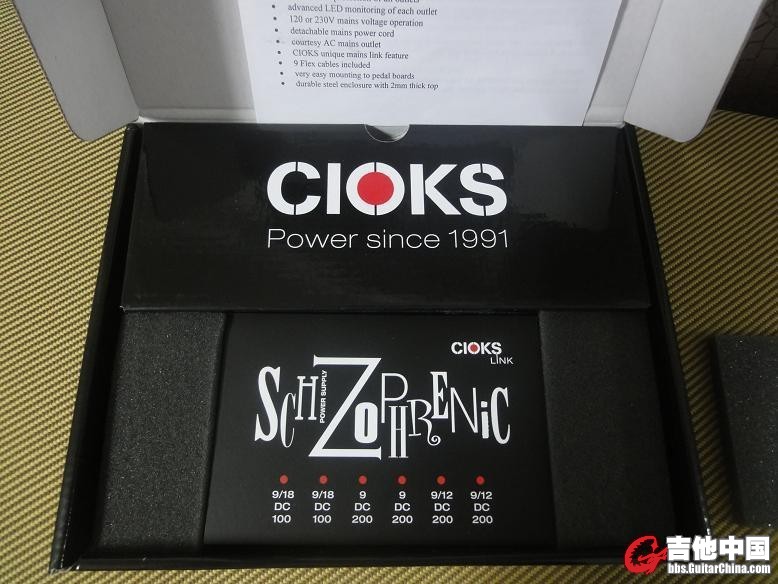 advanced LED monitoring of each outlet
120 or 230V mains voltage operation
detachable mains power cord
courtesy AC mains outlet
CIOKS unique mains link feature
9 Flex cables included
very easy mounting to pedal boards
durable steel enclosure with 2mm thick top
CIOKS
Power since 1991
CIOKS
LINK
SCHIZOPHRENIC
POWER SUPPLY
9/18 9/18 9 9 9/12 9/12
DC DC DC DC DC DC
100 100 200 200 200 200
吉他中国
bbs.GuitarChina.com